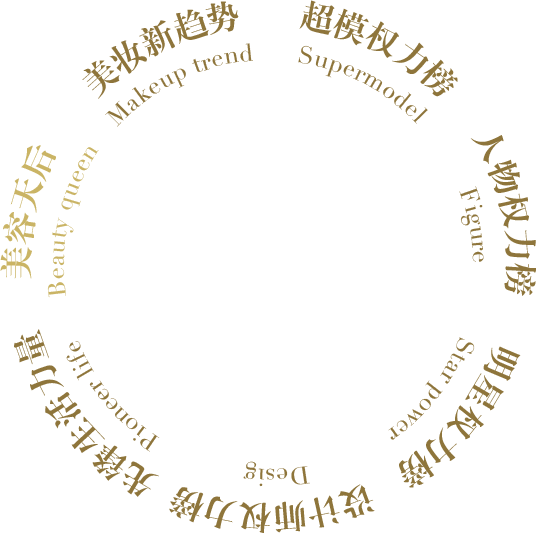 超模权力榜
Supermodel
人物权力榜
Figure
明星权力榜
Star power
设计师权力榜
Desig
先锋生活力量
Pioneer life
美容天后
Beauty queen
美妆新趋势
Makeup trend